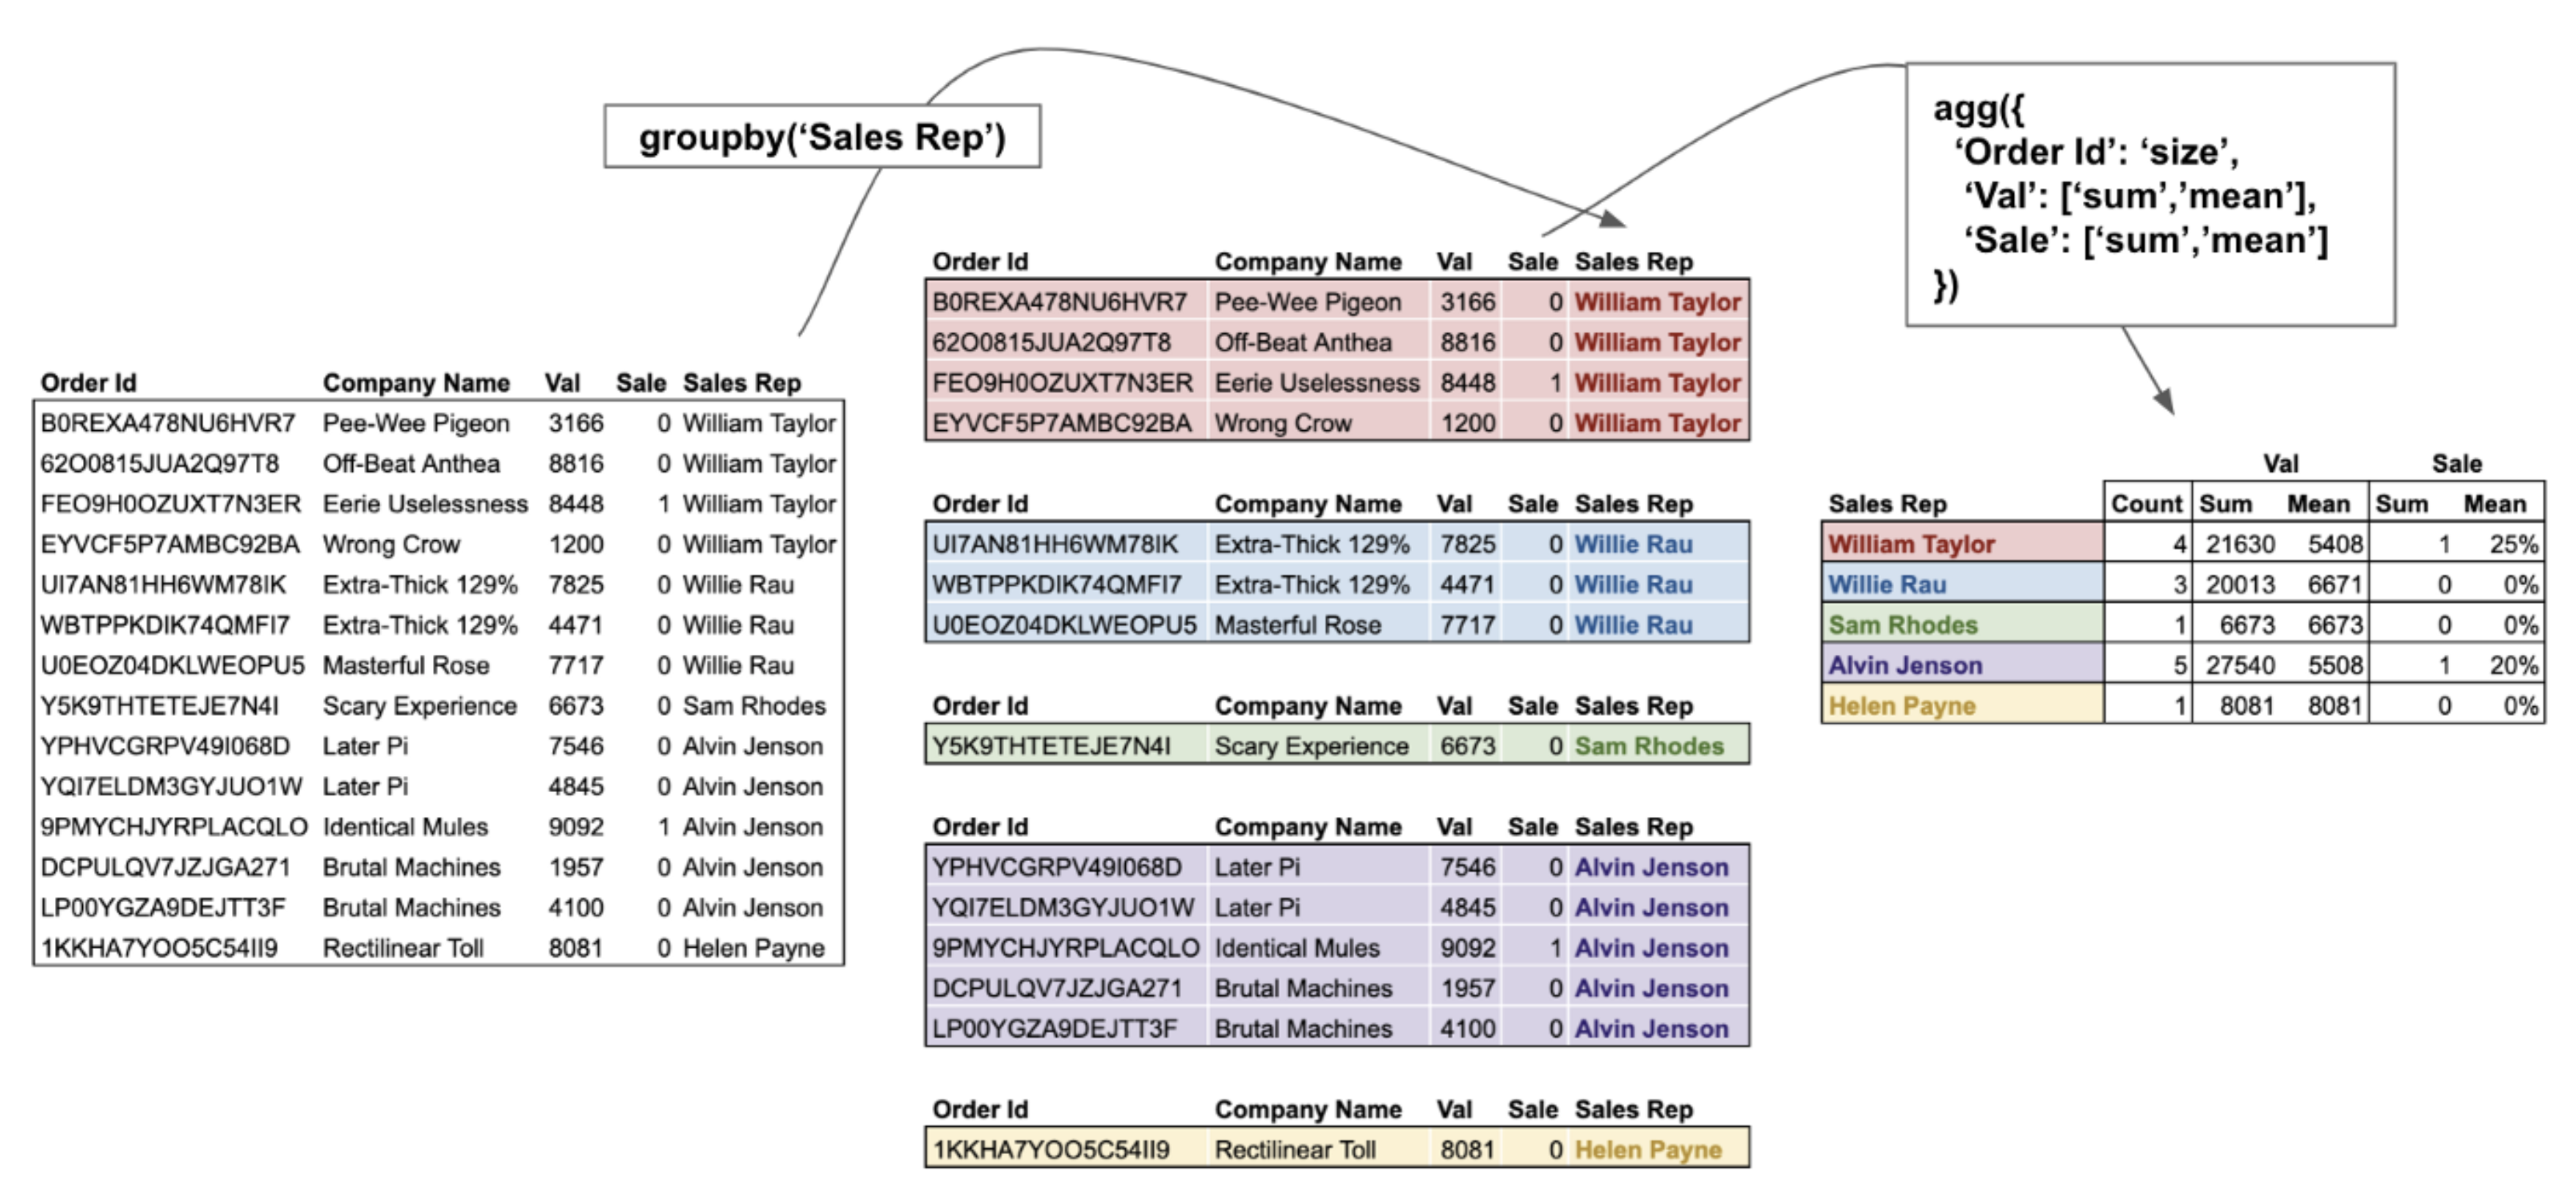 groupby(‘Sales Rep’)
agg({
‘Order Id’: ‘size’,
‘Val’: [‘sum’,’mean’],
‘Sale’: [‘sum’,’mean’]
})
Order Id Company Name Val Sale Sales Rep
B0REXA478NU6HVR7 Pee-Wee Pigeon 3166 0 William Taylor
62O0815JUA2Q97T8 Off-Beat Anthea 8816 0 William Taylor
FEO9H0OZUXT7N3ER Eerie Uselessness 8448 1 William Taylor
EYVCF5P7AMBC92BA Wrong Crow 1200 0 William Taylor
UI7AN81HH6WM78IK Extra-Thick 129% 7825 0 Willie Rau
WBTPPKDIK74QMFI7 Extra-Thick 129% 4471 0 Willie Rau
U0EOZ04DKLWEOPU5 Masterful Rose 7717 0 Willie Rau
Y5K9THTETEJE7N4I Scary Experience 6673 0 Sam Rhodes
YPHVCGRPV49I068D Later Pi 7546 0 Alvin Jenson
YQI7ELDM3GYJUO1W Later Pi 4845 0 Alvin Jenson
9PMYCHJYRPLACQLO Identical Mules 9092 1 Alvin Jenson
DCPULQV7JZJGA271 Brutal Machines 1957 0 Alvin Jenson
LP00YGZA9DEJTT3F Brutal Machines 4100 0 Alvin Jenson
1KKHA7YOO5C54II9 Rectilinear Toll 8081 0 Helen Payne
Order Id Company Name Val Sale Sales Rep
B0REXA478NU6HVR7 Pee-Wee Pigeon 3166 0 William Taylor
62O0815JUA2Q97T8 Off-Beat Anthea 8816 0 William Taylor
FEO9H0OZUXT7N3ER Eerie Uselessness 8448 1 William Taylor
EYVCF5P7AMBC92BA Wrong Crow 1200 0 William Taylor
Order Id Company Name Val Sale Sales Rep
UI7AN81HH6WM78IK Extra-Thick 129% 7825 0 Willie Rau
WBTPPKDIK74QMFI7 Extra-Thick 129% 4471 0 Willie Rau
U0EOZ04DKLWEOPU5 Masterful Rose 7717 0 Willie Rau
Order Id Company Name Val Sale Sales Rep
Y5K9THTETEJE7N4I Scary Experience 6673 0 Sam Rhodes
Order Id Company Name Val Sale Sales Rep
YPHVCGRPV49I068D Later Pi 7546 0 Alvin Jenson
YQI7ELDM3GYJUO1W Later Pi 4845 0 Alvin Jenson
9PMYCHJYRPLACQLO Identical Mules 9092 1 Alvin Jenson
DCPULQV7JZJGA271 Brutal Machines 1957 0 Alvin Jenson
LP00YGZA9DEJTT3F Brutal Machines 4100 0 Alvin Jenson
Order Id Company Name Val Sale Sales Rep
1KKHA7YOO5C54II9 Rectilinear Toll 8081 0 Helen Payne
Val Sale
Sales Rep Count Sum Mean Sum Mean
William Taylor 4 21630 5408 1 25%
Willie Rau 3 20013 6671 0 0%
Sam Rhodes 1 6673 6673 0 0%
Alvin Jenson 5 27540 5508 1 20%
Helen Payne 1 8081 8081 0 0%